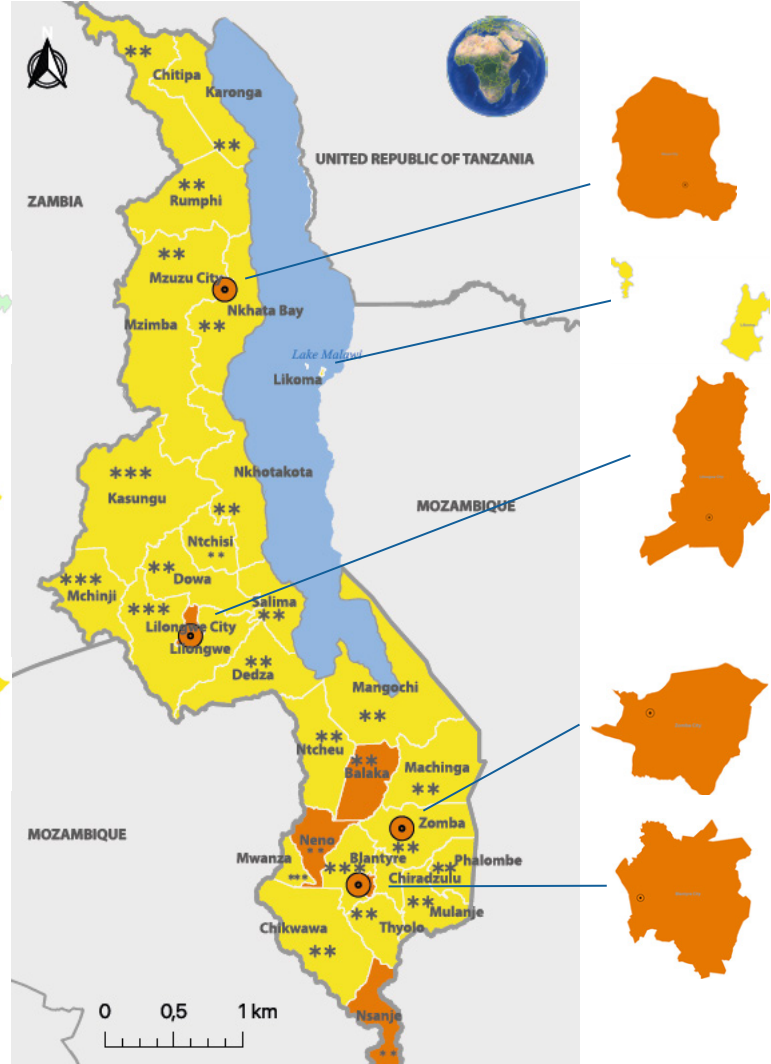 N
**
Chitipa
Karonga
**
UNITED REPUBLIC OF TANZANIA
ZAMBIA
**
Rumphi
**
Mzuzu City
Nkhata Bay
Mzimba
**
Lake Malawi
Likoma
***
Kasungu
Nkhotakota
**
MOZAMBIQUE
Ntchisi
**
**
Dowa
***
Mchinji
***
Salima
**
Lilongwe City
Lilongwe
**
Dedza
Mangochi
**
**
Ntcheu
**
Balaka
Machinga
**
MOZAMBIQUE
Zomba
**
Neno
**
Mwanza
***
Blantyre
***
Phalombe
**
Chiradzulu
**
Mulanje
**
Thyolo
Chikwawa
**
0 0,5 1 km
Nsanje
**